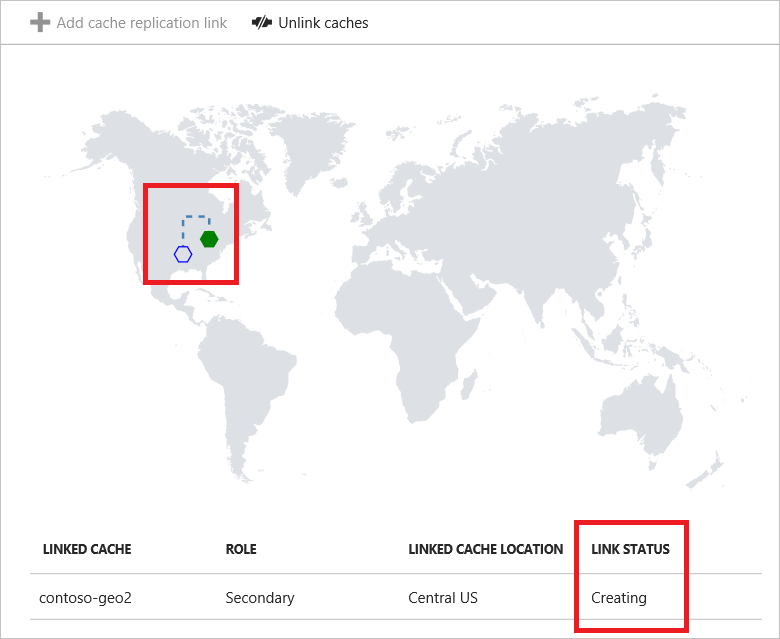 Add cache replication link Unlink caches
LINKED CACHE ROLE LINKED CACHE LOCATION LINK STATUS
contoso-geo2 Secondary Central US Creating